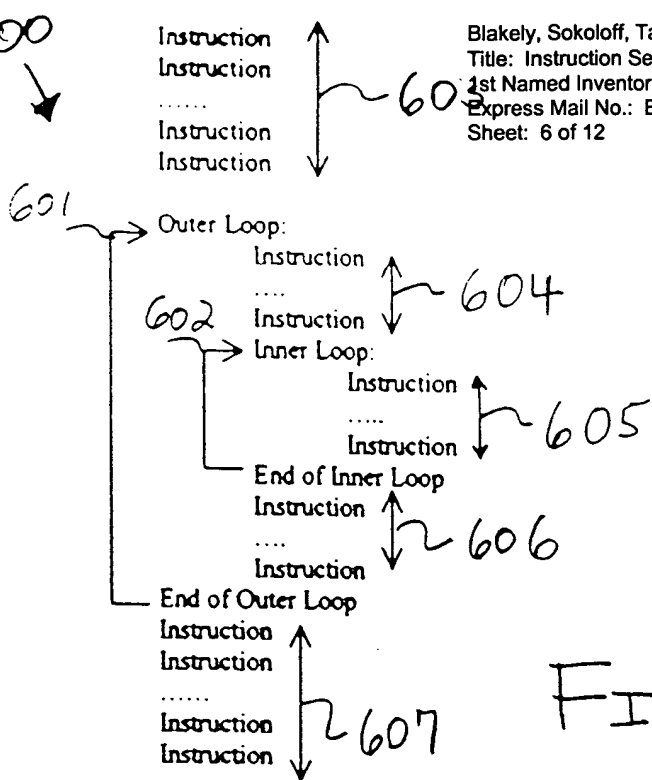 00
Instruction
Instruction
......
Instruction
Instruction
603
Blakely, Sokoloff, Ta
Title: Instruction Se
1st Named Inventor
Express Mail No.: E
Sheet: 6 of 12
601
Outer Loop:
Instruction
....
Instruction
604
602
Inner Loop:
Instruction
.....
Instruction
605
End of Inner Loop
Instruction
....
Instruction
606
End of Outer Loop
Instruction
Instruction
......
Instruction
Instruction
607
FI